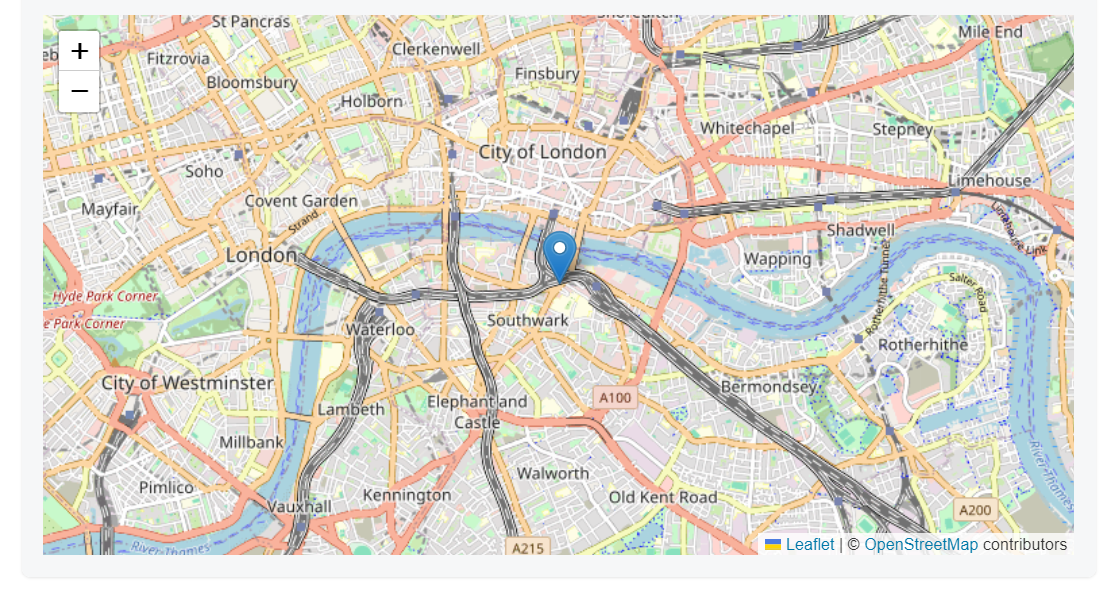 St Pancras
Mile End
+
Clerkenwell
Fitzrovia
Finsbury
Bloomsbury
−
Holborn
Whitechapel
Stepney
City of London
Soho
Limehouse
Covent Garden
Mayfair
Strand
Limehouse Link
Shadwell
London
Wapping
Rotherhithe Tunnel
Salter Road
Hyde Park Corner
e Park Corner
Southwark
Waterloo
Rotherhithe
City of Westminster
Bermondsey
A100
Elephant and
Castle
Lambeth
Millbank
Walworth
River Thames
Pimlico
Kennington
Old Kent Road
Vauxhall
A200
River Thames
A215
Leaflet | © OpenStreetMap contributors